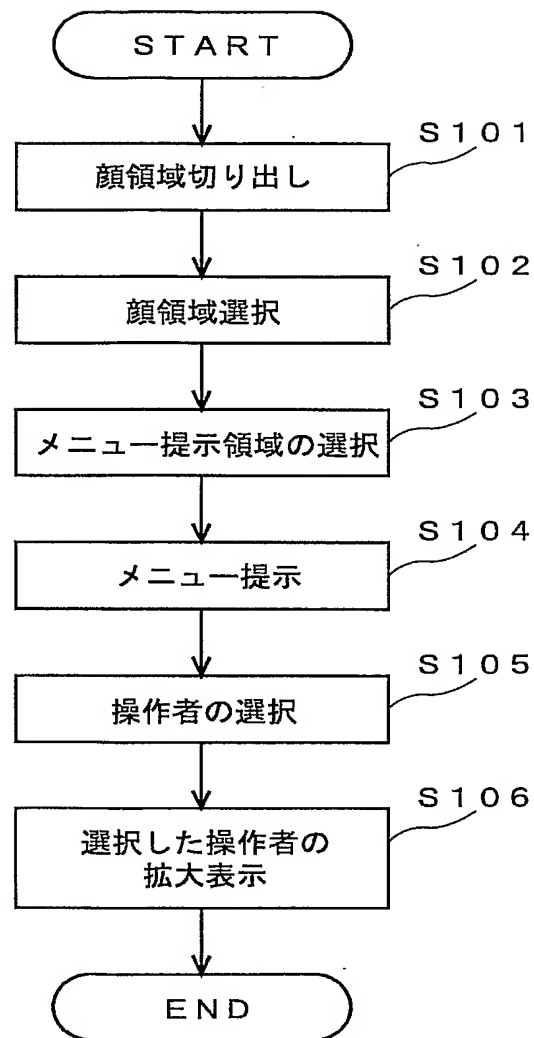 ＳＴＡＲＴ
Ｓ１０１
顔領域切り出し
Ｓ１０２
顔領域選択
Ｓ１０３
メニュー提示領域の選択
Ｓ１０４
メニュー提示
Ｓ１０５
操作者の選択
Ｓ１０６
選択した操作者の
拡大表示
ＥＮＤ